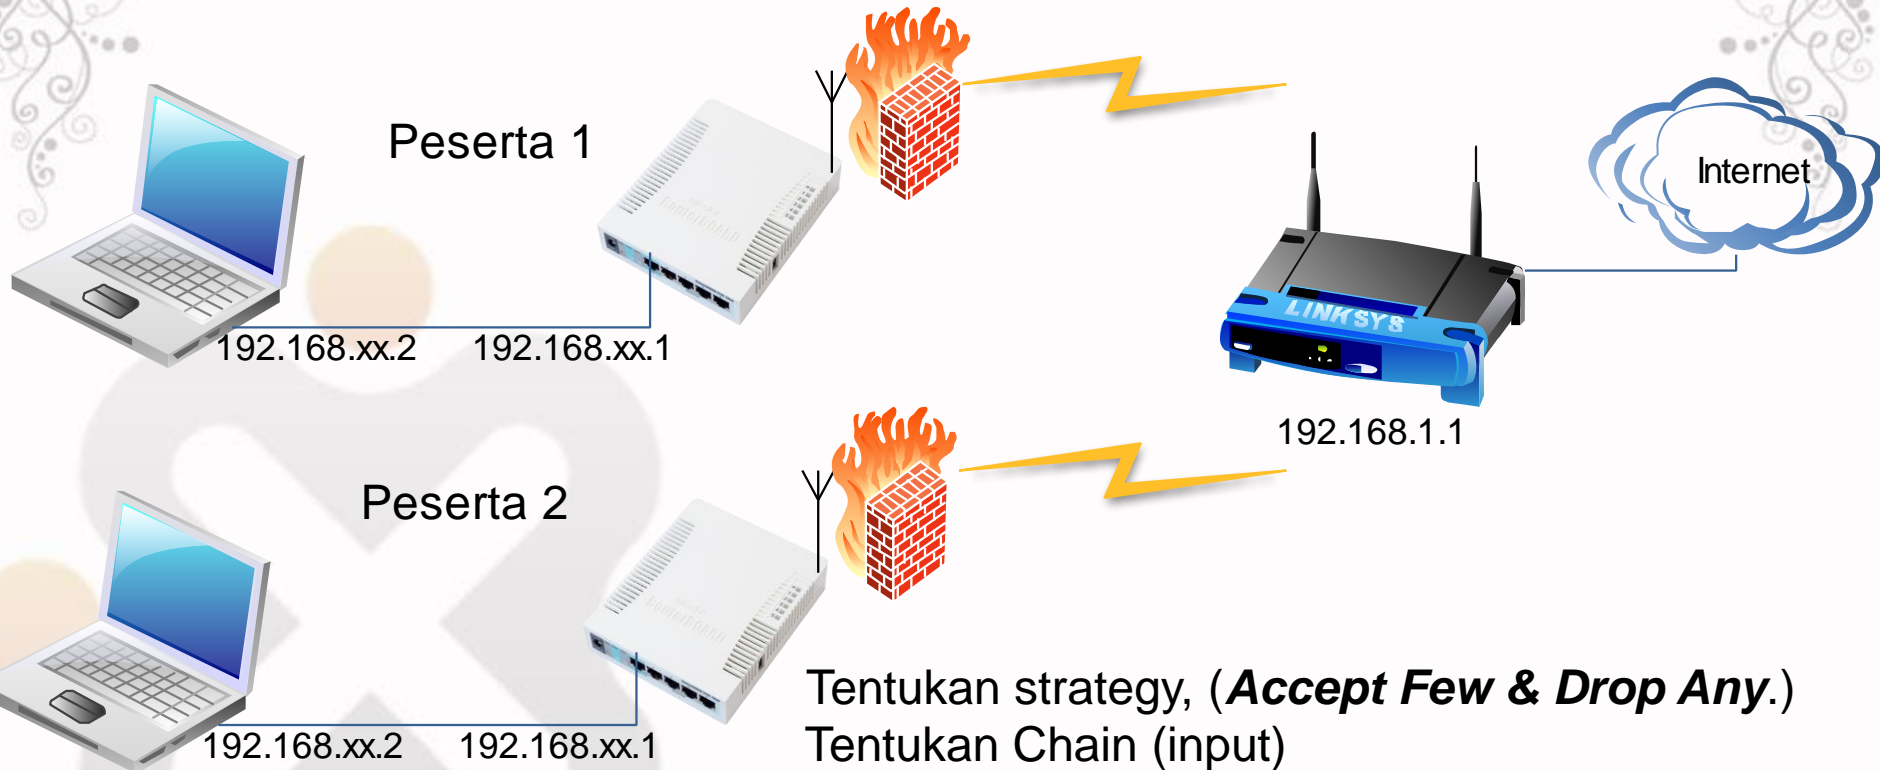 Peserta 1
Internet
LINKSYS
192.168.xx.2
192.168.xx.1
192.168.1.1
Peserta 2
Tentukan strategy, (Accept Few & Drop Any.)
Tentukan Chain (input)
192.168.xx.2
192.168.xx.1